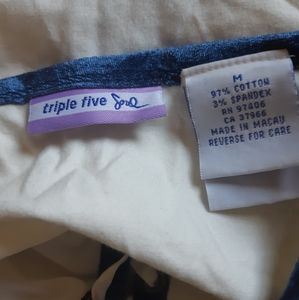 triple five soul
M
97% COTTON
3% SPANDEX
RN 97406
CA 37966
MADE IN MACAU
REVERSE FOR CARE